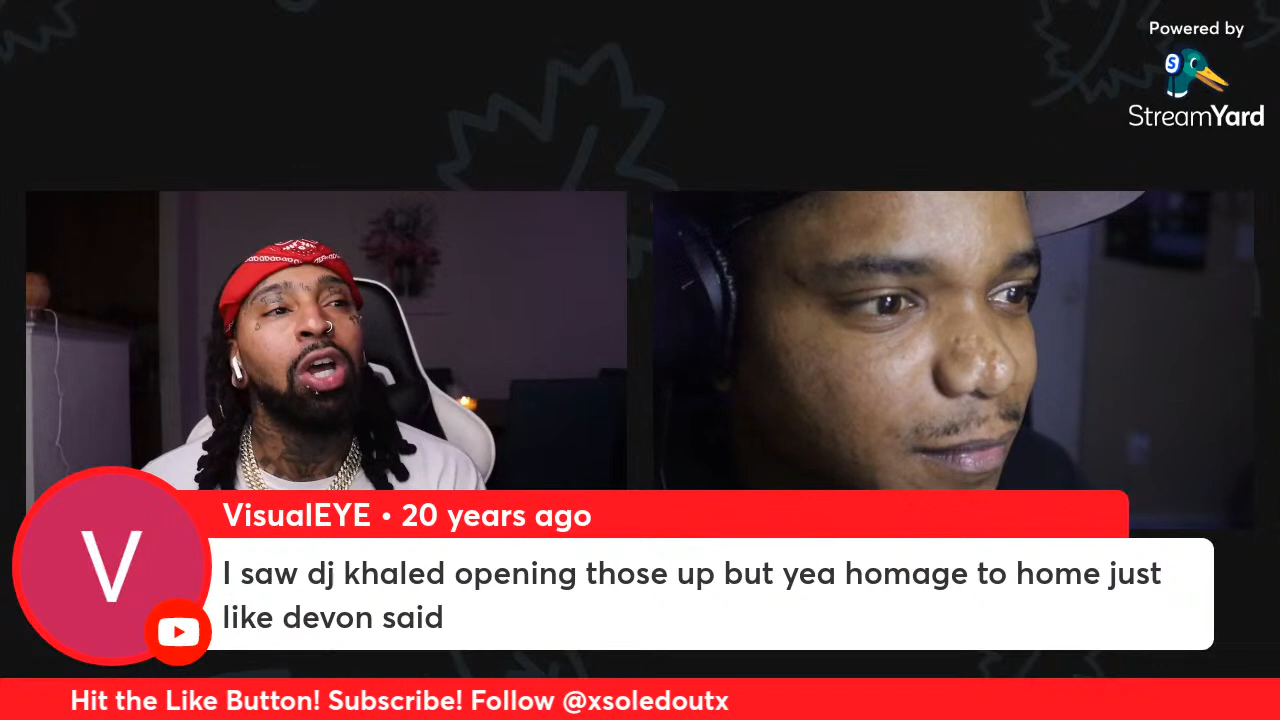 Powered by
S
StreamYard
VisualEYE • 20 years ago
V
I saw dj khaled opening those up but yea homage to home just
like devon said
Hit the Like Button! Subscribe! Follow @xsoledoutx